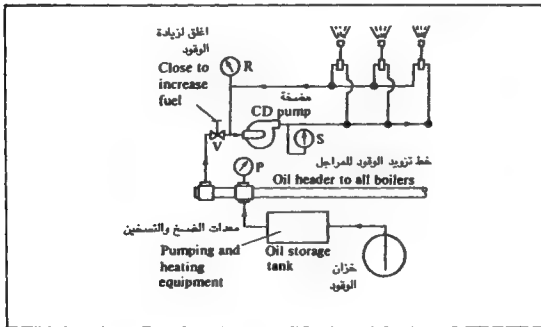 اغلق لزيادة
الوقود
Close to
increase
fuel
R
مضخة
CD pump
V
S
P
خط تزويد الوقود للمراجل
Oil header to all boilers
معدات الضخ والتسخين
Pumping and
heating
equipment
Oil storage
tank
خزان
الوقود